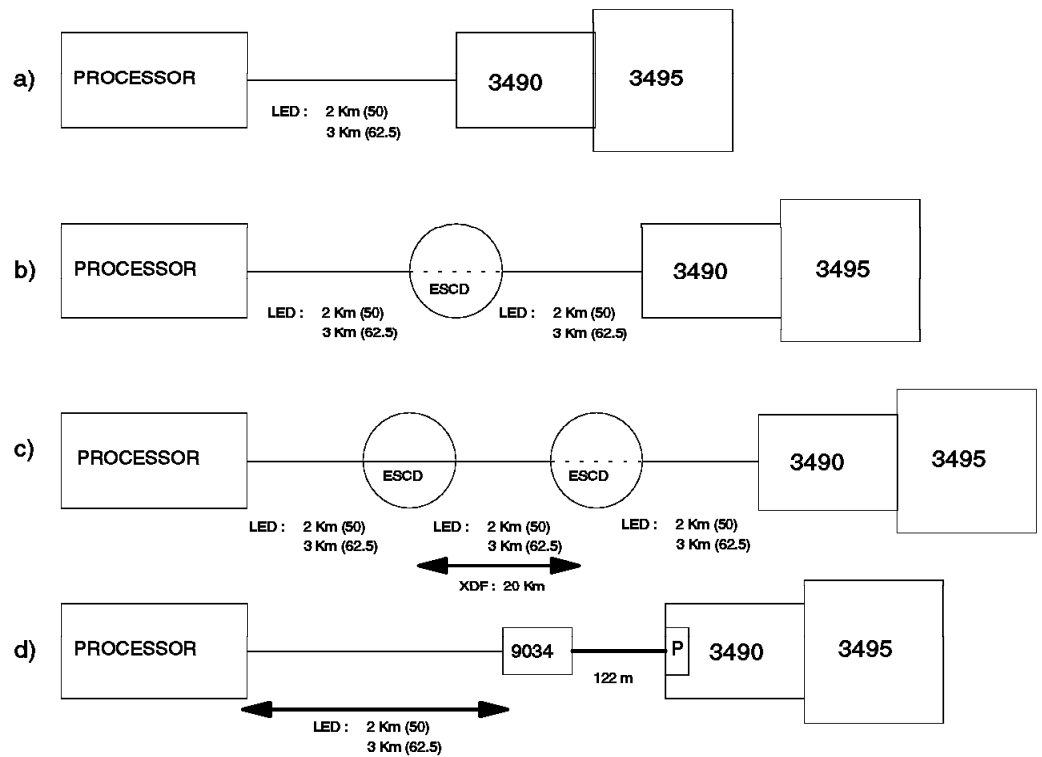 a)
PROCESSOR
3490
3495
LED : 2 Km (50)
3 Km (62.5)
b)
PROCESSOR
ESCD
3490
3495
LED : 2 Km (50)
3 Km (62.5)
LED : 2 Km (50)
3 Km (62.5)
c)
PROCESSOR
ESCD
ESCD
3490
3495
LED : 2 Km (50)
3 Km (62.5)
LED : 2 Km (50)
3 Km (62.5)
LED : 2 Km (50)
3 Km (62.5)
XDF : 20 Km
d)
PROCESSOR
9034
122 m
P
3490
3495
LED : 2 Km (50)
3 Km (62.5)